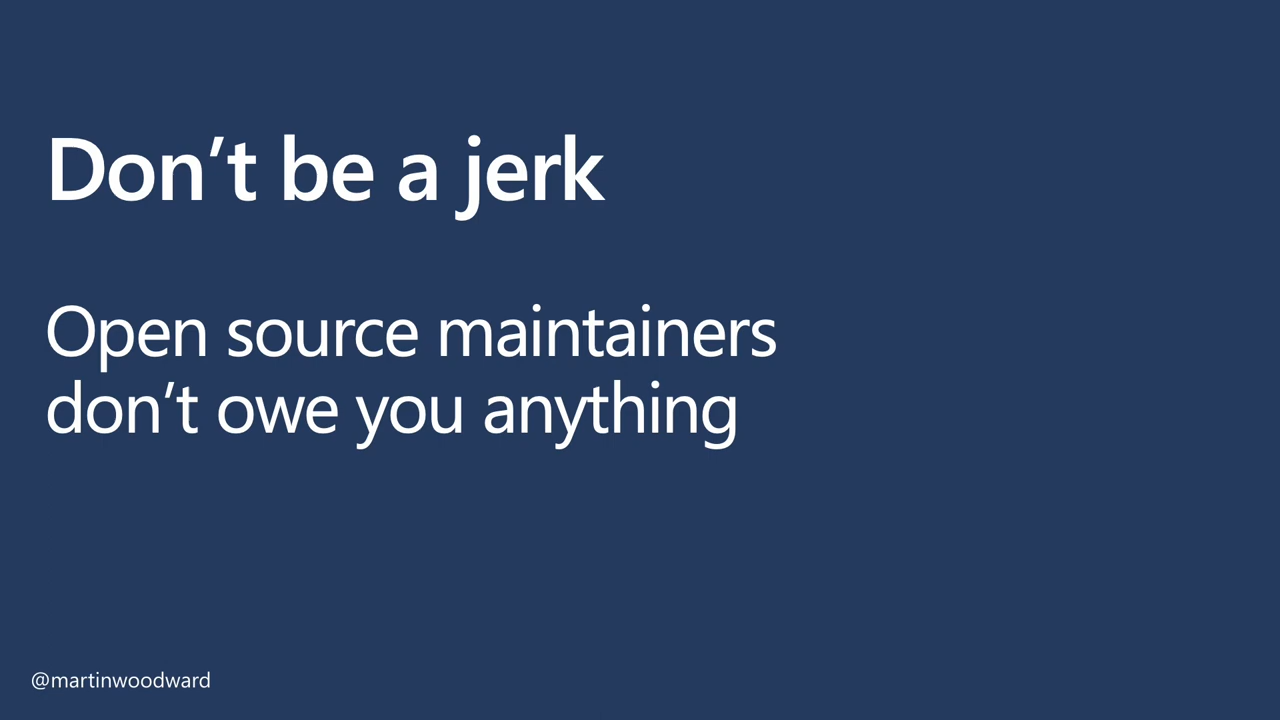 Don’t be a jerk
Open source maintainers
don’t owe you anything
@martinwoodward